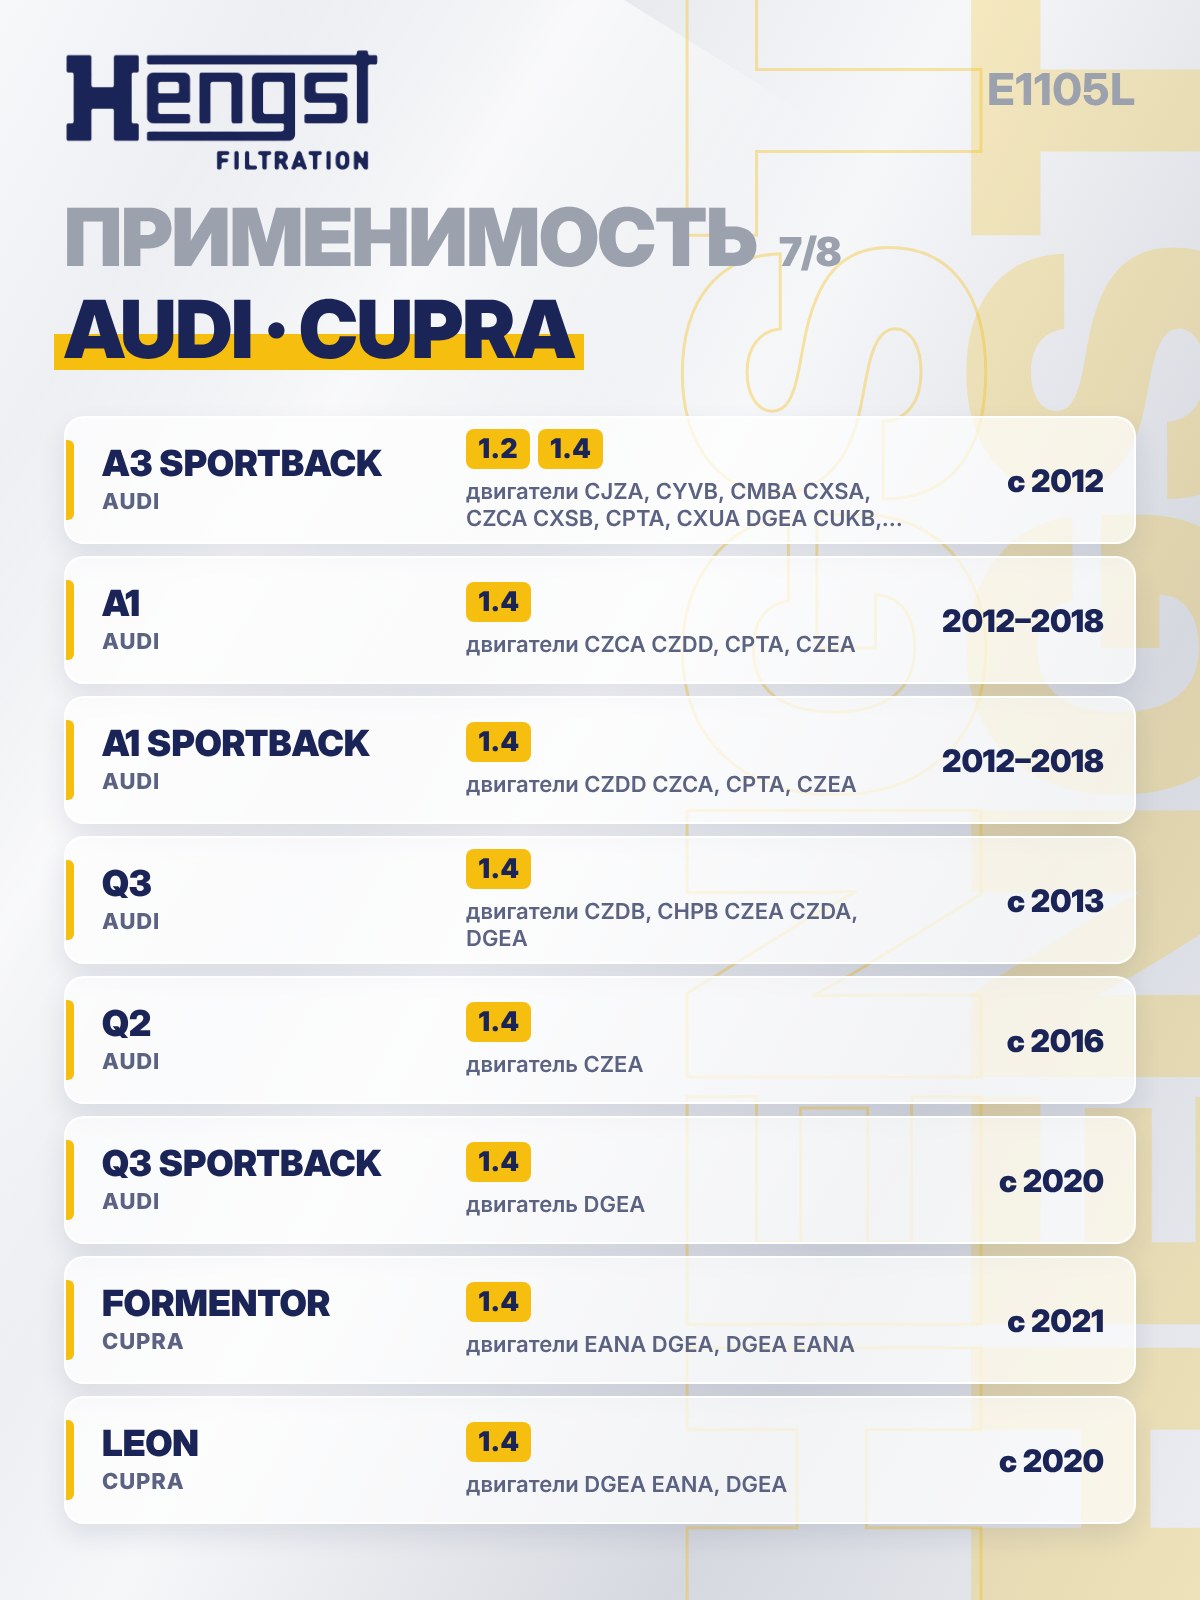 Hengst
FILTRATION
E1105L
ПРИМЕНИМОСТЬ 7/8
AUDI · CUPRA
A3 SPORTBACK
AUDI
1.2 1.4
двигатели CJZA, CYVB, CMBA CXSA,
CZCA CXSB, CPTA, CXUA DGEA CUKB,...
с 2012
A1
AUDI
1.4
двигатели CZCA CZDD, CPTA, CZEA
2012–2018
A1 SPORTBACK
AUDI
1.4
двигатели CZDD CZCA, CPTA, CZEA
2012–2018
Q3
AUDI
1.4
двигатели CZDB, CHPB CZEA CZDA,
DGEA
с 2013
Q2
AUDI
1.4
двигатель CZEA
с 2016
Q3 SPORTBACK
AUDI
1.4
двигатель DGEA
с 2020
FORMENTOR
CUPRA
1.4
двигатели EANA DGEA, DGEA EANA
с 2021
LEON
CUPRA
1.4
двигатели DGEA EANA, DGEA
с 2020
HENGST
HENGST